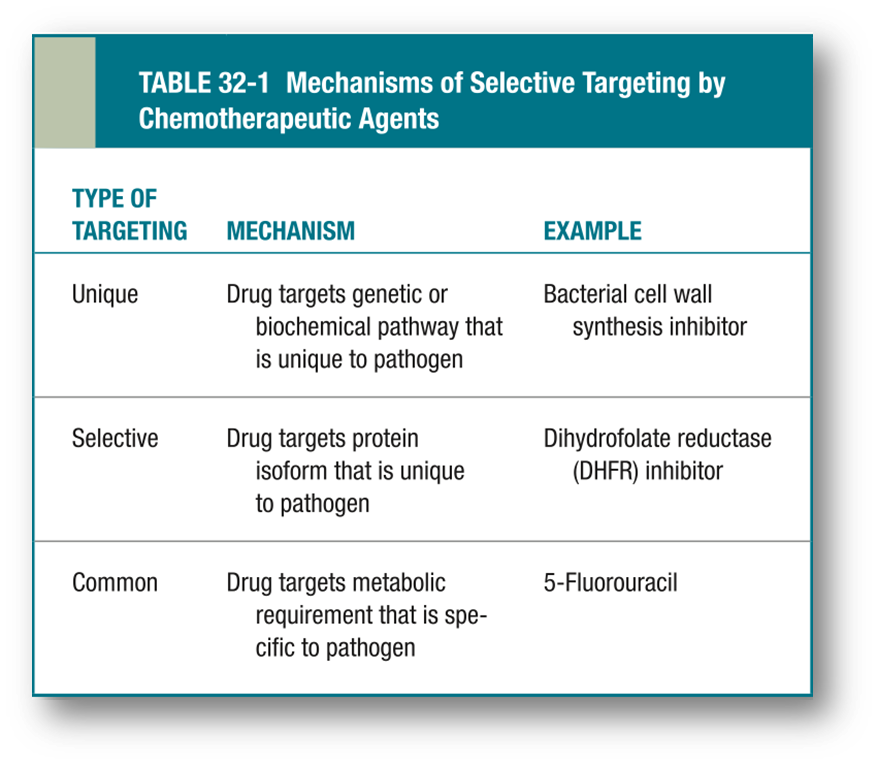 TABLE 32-1 Mechanisms of Selective Targeting by
Chemotherapeutic Agents
TYPE OF
TARGETING
MECHANISM
EXAMPLE
Unique
Drug targets genetic or
biochemical pathway that
is unique to pathogen
Bacterial cell wall
synthesis inhibitor
Selective
Drug targets protein
isoform that is unique
to pathogen
Dihydrofolate reductase
(DHFR) inhibitor
Common
Drug targets metabolic
requirement that is spe-
cific to pathogen
5-Fluorouracil